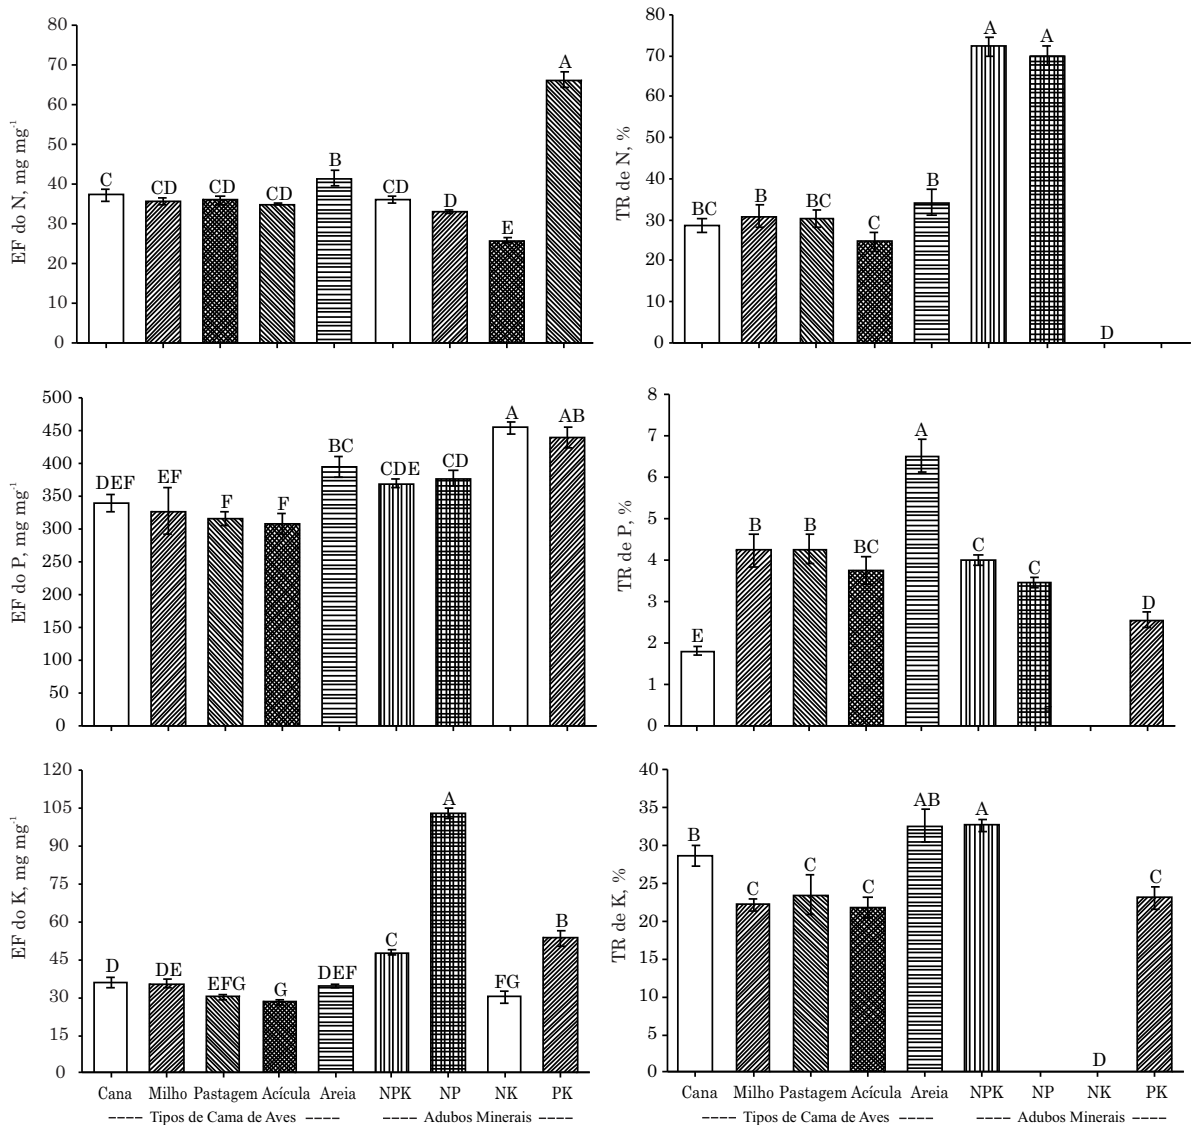 EF do N, mg mg⁻¹
80
70
60
50
40
30
20
10
0
C
CD
CD
CD
B
CD
D
E
A
TR de N, %
80
70
60
50
40
30
20
10
0
BC
B
BC
C
B
A
A
D
EF do P, mg mg⁻¹
500
450
400
350
300
250
200
150
100
050
0
DEF
EF
F
F
BC
CDE
CD
A
AB
TR de P, %
8
7
6
5
4
3
2
1
0
E
B
B
BC
A
C
C
D
EF do K, mg mg⁻¹
120
105
90
75
60
45
30
15
0
D
DE
EFG
G
DEF
C
A
FG
B
Cana Milho Pastagem Acícula Areia NPK NP NK PK
---- Tipos de Cama de Aves ---- ---- Adubos Minerais ----
TR de K, %
40
35
30
25
20
15
10
5
0
B
C
C
C
AB
A
D
C
Cana Milho Pastagem Acícula Areia NPK NP NK PK
---- Tipos de Cama de Aves ---- ---- Adubos Minerais ----